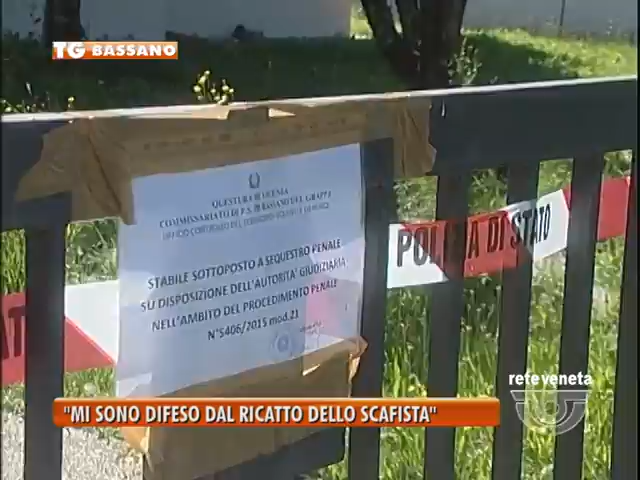 TG BASSANO
QUESTURA DI VICENZA
COMMISSARIATO DI P.S. DI BASSANO DEL GRAPPA
STABILE SOTTOPOSTO A SEQUESTRO PENALE
SU DISPOSIZIONE DELL'AUTORITA' GIUDIZIARIA
NELL'AMBITO DEL PROCEDIMENTO PENALE
N°5406/2015 mod.21
POLIZIA DI STATO
reteveneta
"MI SONO DIFESO DAL RICATTO DELLO SCAFISTA"